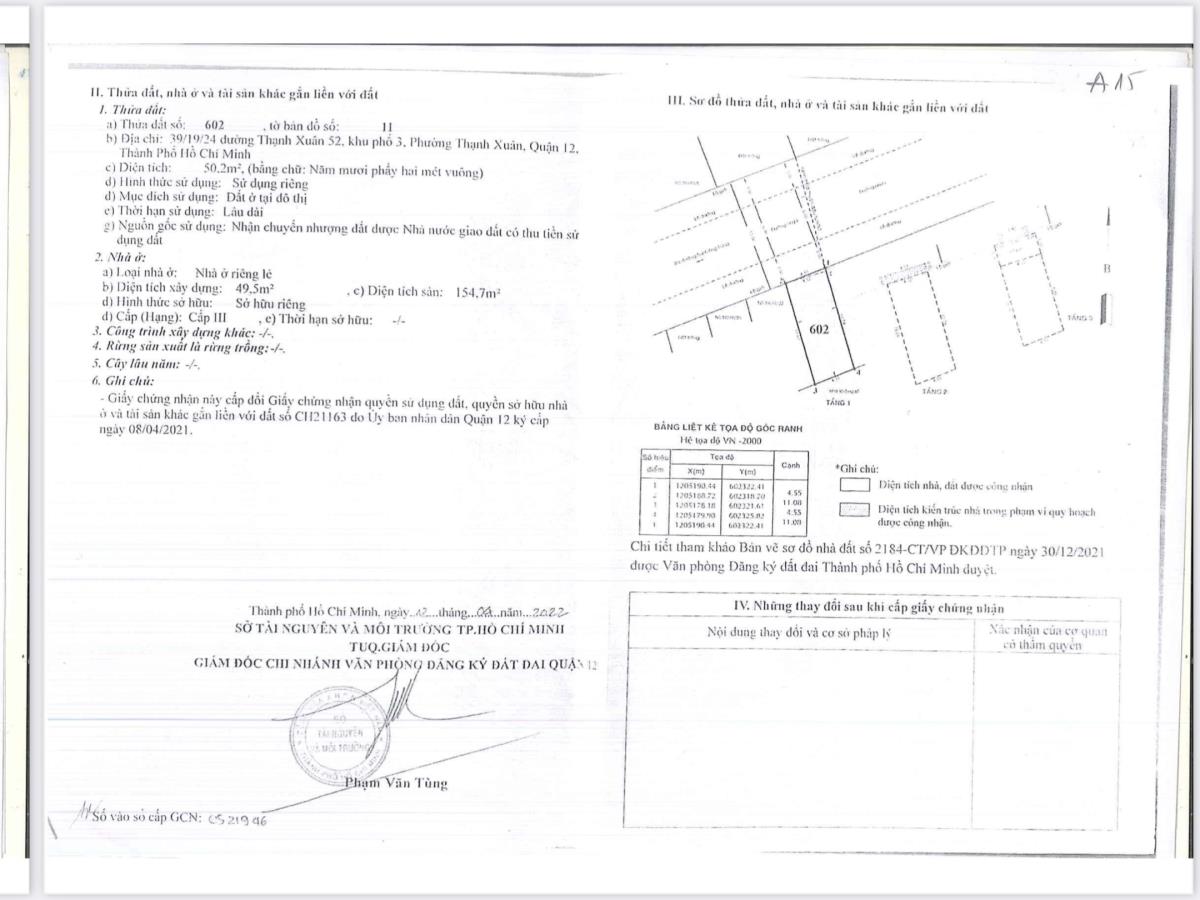 A15
II. Thửa đất, nhà ở và tài sản khác gắn liền với đất
1. Thửa đất:
a) Thửa đất số: 602 , tờ bản đồ số: 11
b) Địa chỉ: 39/19/24 đường Thạnh Xuân 52, khu phố 3, Phường Thạnh Xuân, Quận 12,
Thành Phố Hồ Chí Minh
c) Diện tích: 50,2m², (bằng chữ: Năm mươi phẩy hai mét vuông)
d) Hình thức sử dụng: Sử dụng riêng
đ) Mục đích sử dụng: Đất ở tại đô thị
e) Thời hạn sử dụng: Lâu dài
g) Nguồn gốc sử dụng: Nhận chuyển nhượng đất được Nhà nước giao đất có thu tiền sử
dụng đất
2. Nhà ở:
a) Loại nhà ở: Nhà ở riêng lẻ
b) Diện tích xây dựng: 49,5m² , c) Diện tích sàn: 154,7m²
d) Hình thức sở hữu: Sở hữu riêng
đ) Cấp (Hạng): Cấp III , e) Thời hạn sở hữu: -/-
3. Công trình xây dựng khác: -/-.
4. Rừng sản xuất là rừng trồng:-/-.
5. Cây lâu năm: -/-.
6. Ghi chú:
- Giấy chứng nhận này cấp đổi Giấy chứng nhận quyền sử dụng đất, quyền sở hữu nhà
ở và tài sản khác gắn liền với đất số CH21163 do Ủy ban nhân dân Quận 12 ký cấp
ngày 08/04/2021.
Thành phố Hồ Chí Minh, ngày..12...tháng...năm..2022
SỞ TÀI NGUYÊN VÀ MÔI TRƯỜNG TP.HỒ CHÍ MINH
TUQ.GIÁM ĐỐC
GIÁM ĐỐC CHI NHÁNH VĂN PHÒNG ĐĂNG KÝ ĐẤT ĐAI QUẬN 12
SỞ
TÀI NGUYÊN
VÀ MÔI TRƯỜNG
THÀNH PHỐ HỒ CHÍ MINH
Phạm Văn Tùng
Số vào sổ cấp GCN: CS21946
III. Sơ đồ thửa đất, nhà ở và tài sản khác gắn liền với đất
Lề đường
Lề đường
Lề đường
B
602
1
3
4
TẦNG 1
TẦNG 2
TẦNG 3
BẢNG LIỆT KÊ TỌA ĐỘ GÓC RANH
Hệ tọa độ VN -2000
Số hiệu điểm Tọa độ Cạnh
X(m) Y(m)
1 1205190.44 602322.41
4.55
2 1205188.72 602318.20
11.08
3 1205178.18 602321.61
4.55
4 1205179.90 602325.82
11.08
1 1205190.44 602322.41
*Ghi chú:
Diện tích nhà, đất được công nhận
Diện tích kiến trúc nhà trong phạm vi quy hoạch
được công nhận.
Chi tiết tham khảo Bản vẽ sơ đồ nhà đất số 2184-CT/VP ĐKĐĐTP ngày 30/12/2021
được Văn phòng Đăng ký đất đai Thành phố Hồ Chí Minh duyệt.
IV. Những thay đổi sau khi cấp giấy chứng nhận
Nội dung thay đổi và cơ sở pháp lý
Xác nhận của cơ quan
có thẩm quyền